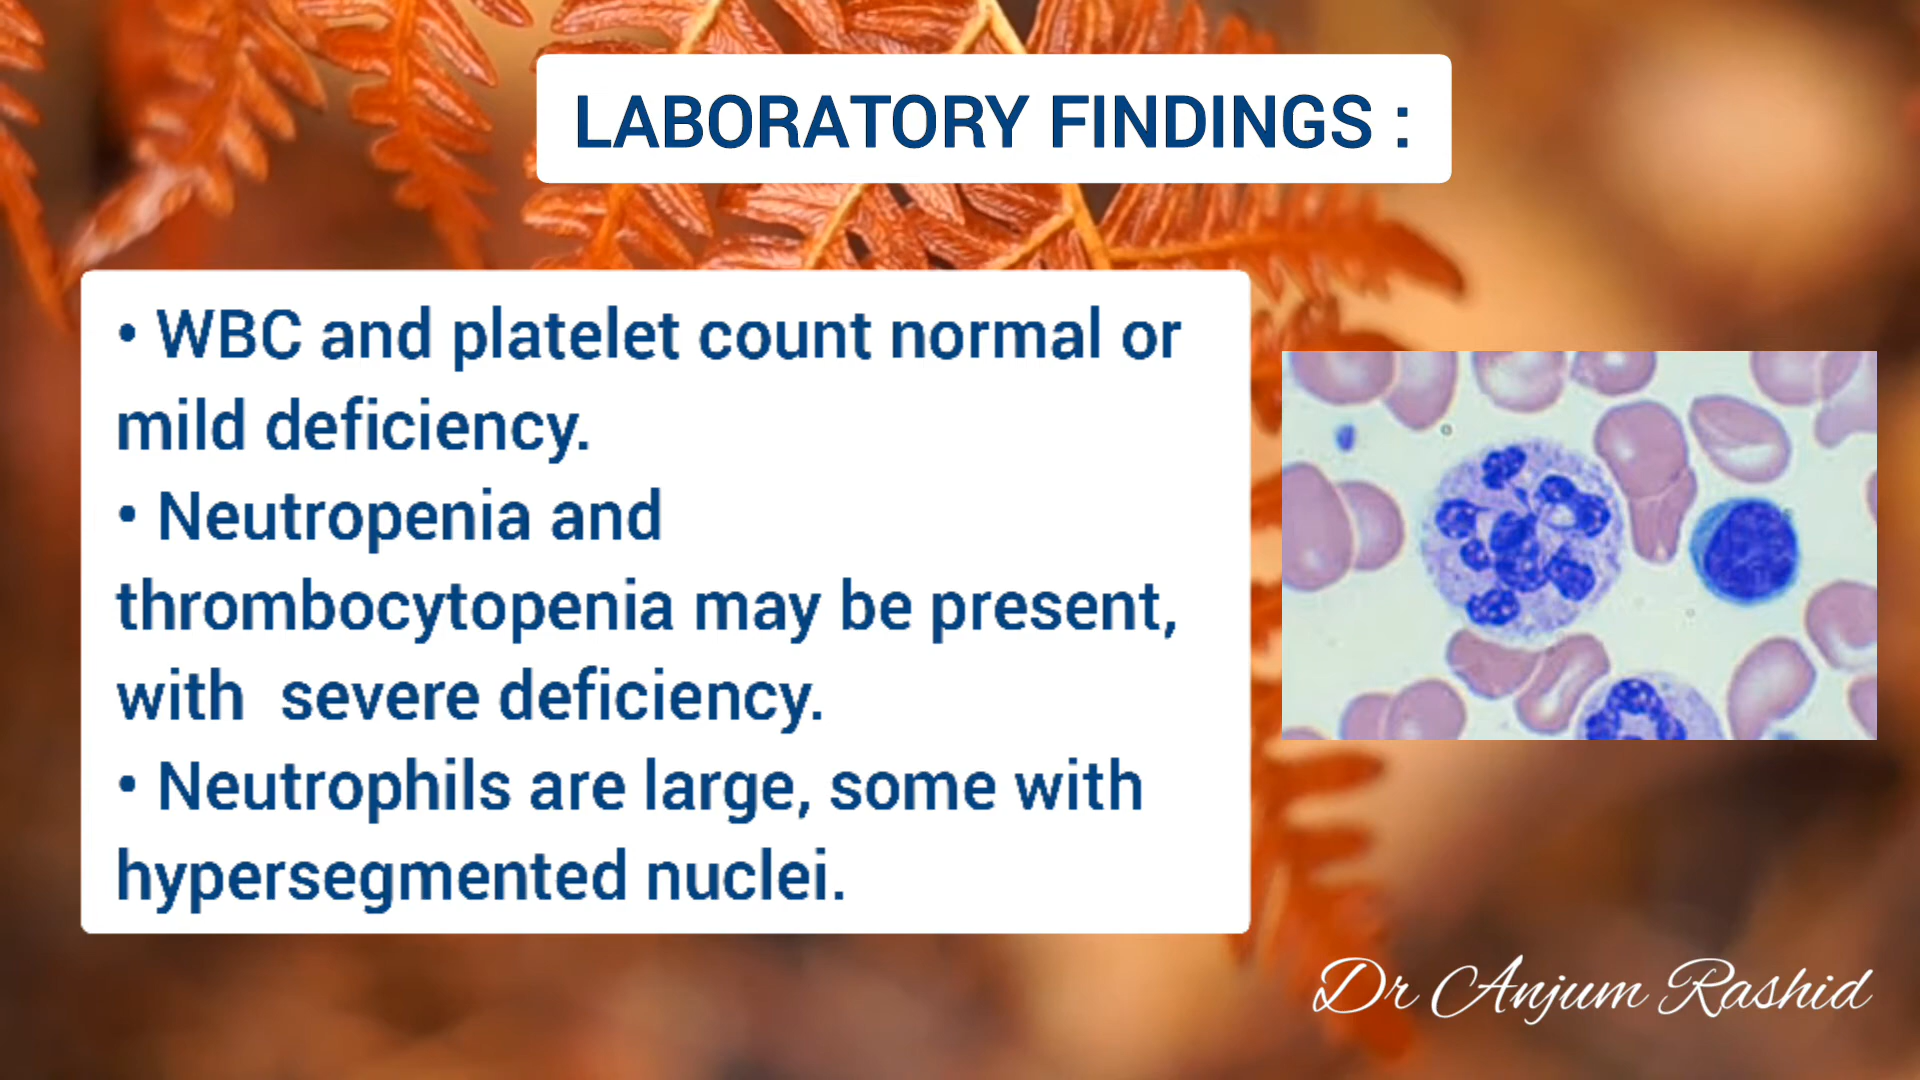 LABORATORY FINDINGS :
• WBC and platelet count normal or
mild deficiency.
• Neutropenia and
thrombocytopenia may be present,
with  severe deficiency.
• Neutrophils are large, some with
hypersegmented nuclei.
Dr Anjum Rashid